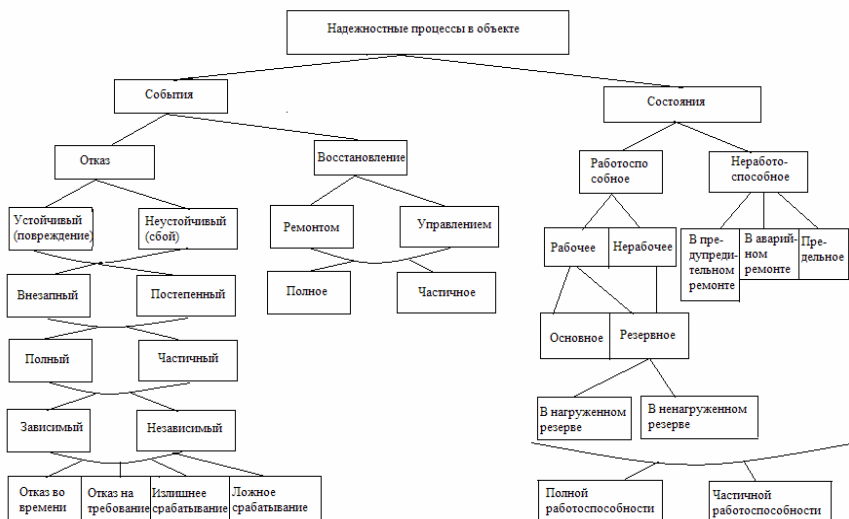 Надежностные процессы в объекте
События
Состояния
Отказ
Восстановление
Работоспо
собное
Неработо-
способное
Устойчивый
(повреждение)
Неустойчивый
(сбой)
Ремонтом
Управлением
Рабочее
Нерабочее
В пре-
дупреди-
тельном
ремонте
В аварий-
ном
ремонте
Пре-
дельное
Внезапный
Постепенный
Полное
Частичное
Основное
Резервное
Полный
Частичный
В нагруженном
резерве
В ненагруженном
резерве
Зависимый
Независимый
Отказ во
времени
Отказ на
требование
Излишнее
срабатывание
Ложное
срабатывание
Полной
работоспособности
Частичной
работоспособности